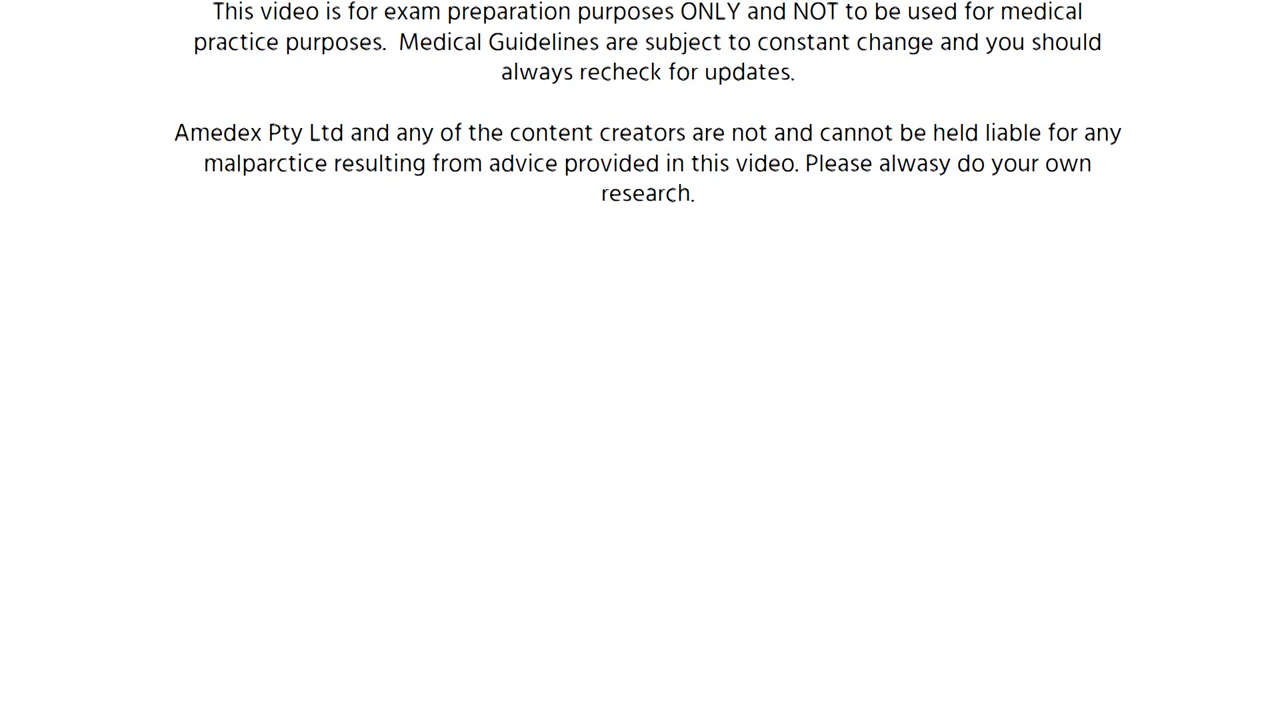 This video is for exam preparation purposes ONLY and NOT to be used for medical
practice purposes.  Medical Guidelines are subject to constant change and you should
always recheck for updates.
Amedex Pty Ltd and any of the content creators are not and cannot be held liable for any
malparctice resulting from advice provided in this video. Please alwasy do your own
research.